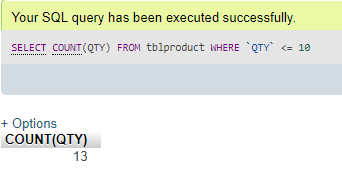 Your SQL query has been executed successfully.
SELECT COUNT(QTY) FROM tblproduct WHERE `QTY` <= 10
+ Options
COUNT(QTY)
13